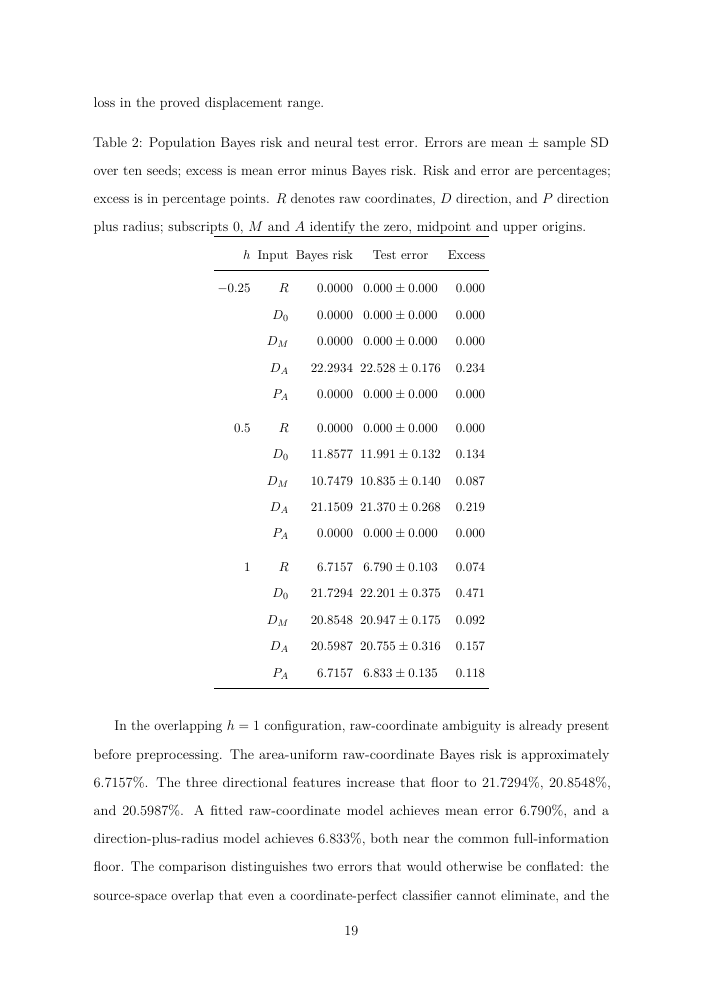 loss in the proved displacement range.
Table 2: Population Bayes risk and neural test error. Errors are mean ± sample SD
over ten seeds; excess is mean error minus Bayes risk. Risk and error are percentages;
excess is in percentage points. R denotes raw coordinates, D direction, and P direction
plus radius; subscripts 0, M and A identify the zero, midpoint and upper origins.
h Input Bayes risk Test error Excess
−0.25 R 0.0000 0.000 ± 0.000 0.000
D₀ 0.0000 0.000 ± 0.000 0.000
D_M 0.0000 0.000 ± 0.000 0.000
D_A 22.2934 22.528 ± 0.176 0.234
P_A 0.0000 0.000 ± 0.000 0.000
0.5 R 0.0000 0.000 ± 0.000 0.000
D₀ 11.8577 11.991 ± 0.132 0.134
D_M 10.7479 10.835 ± 0.140 0.087
D_A 21.1509 21.370 ± 0.268 0.219
P_A 0.0000 0.000 ± 0.000 0.000
1 R 6.7157 6.790 ± 0.103 0.074
D₀ 21.7294 22.201 ± 0.375 0.471
D_M 20.8548 20.947 ± 0.175 0.092
D_A 20.5987 20.755 ± 0.316 0.157
P_A 6.7157 6.833 ± 0.135 0.118
In the overlapping h = 1 configuration, raw-coordinate ambiguity is already present
before preprocessing. The area-uniform raw-coordinate Bayes risk is approximately
6.7157%. The three directional features increase that floor to 21.7294%, 20.8548%,
and 20.5987%. A fitted raw-coordinate model achieves mean error 6.790%, and a
direction-plus-radius model achieves 6.833%, both near the common full-information
floor. The comparison distinguishes two errors that would otherwise be conflated: the
source-space overlap that even a coordinate-perfect classifier cannot eliminate, and the
19